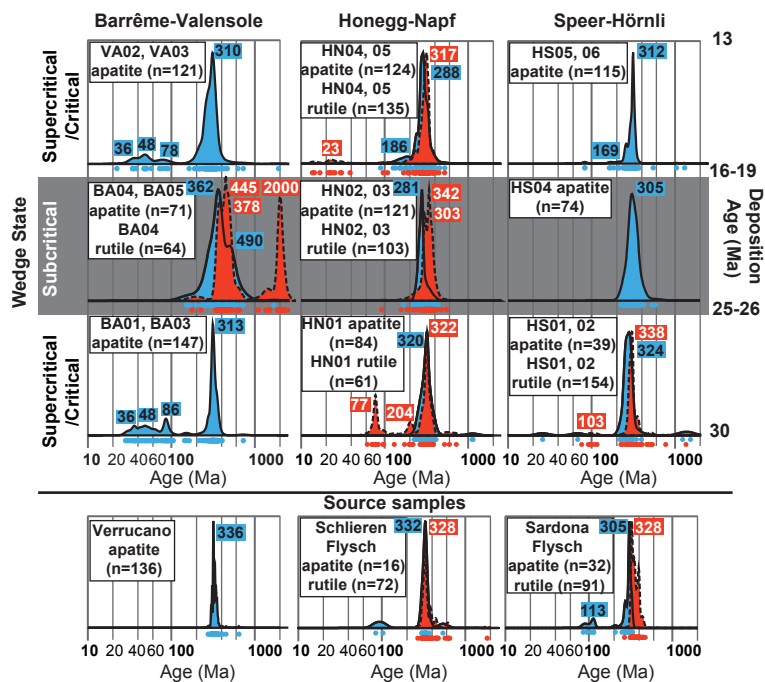 Barrême-Valensole
Honegg-Napf
Speer-Hörnli
Wedge State
Supercritical
/Critical
VA02, VA03
apatite (n=121)
310
36
48
78
HN04, 05
apatite (n=124)
HN04, 05
rutile (n=135)
317
288
23
186
HS05, 06
apatite (n=115)
312
169
13
16-19
Subcritical
BA04, BA05
apatite (n=71)
BA04
rutile (n=64)
362
445
378
490
2000
HN02, 03
apatite (n=121)
HN02, 03
rutile (n=103)
281
342
303
HS04 apatite
(n=74)
305
Deposition
Age (Ma)
25-26
Supercritical
/Critical
BA01, BA03
apatite (n=147)
313
36
48
86
HN01 apatite
(n=84)
HN01 rutile
(n=61)
320
322
77
204
HS01, 02
apatite (n=39)
HS01, 02
rutile (n=154)
338
324
103
30
10 20 40 60 100 1000
Age (Ma)
10 20 40 60 100 1000
Age (Ma)
10 20 40 60 100 1000
Age (Ma)
Source samples
Verrucano
apatite
(n=136)
336
Schlieren
Flysch
apatite (n=16)
rutile (n=72)
332
328
Sardona
Flysch
apatite (n=32)
rutile (n=91)
305
328
113
10 20 40 60 100 1000
Age (Ma)
10 20 40 60 100 1000
Age (Ma)
10 20 40 60 100 1000
Age (Ma)